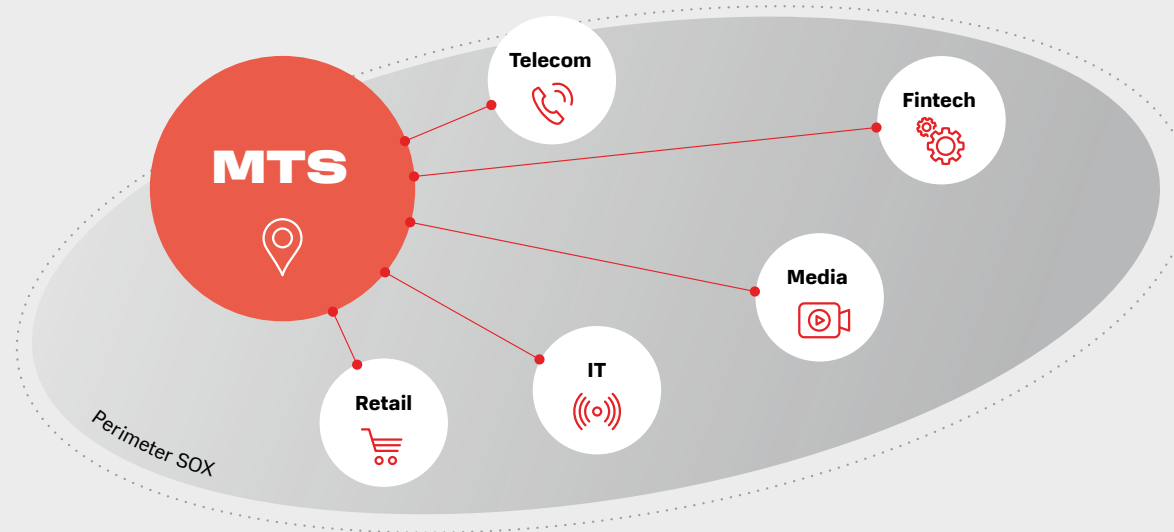 Telecom
Fintech
MTS
Media
IT
Retail
Perimeter SOX